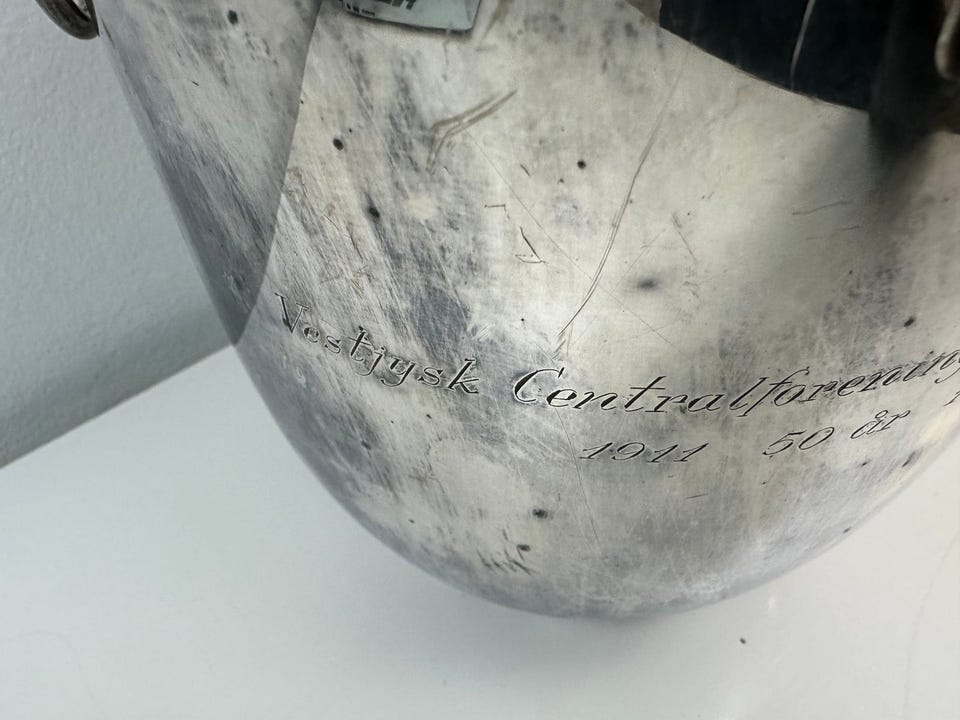 Vestjysk Centralforening
1911 50 år